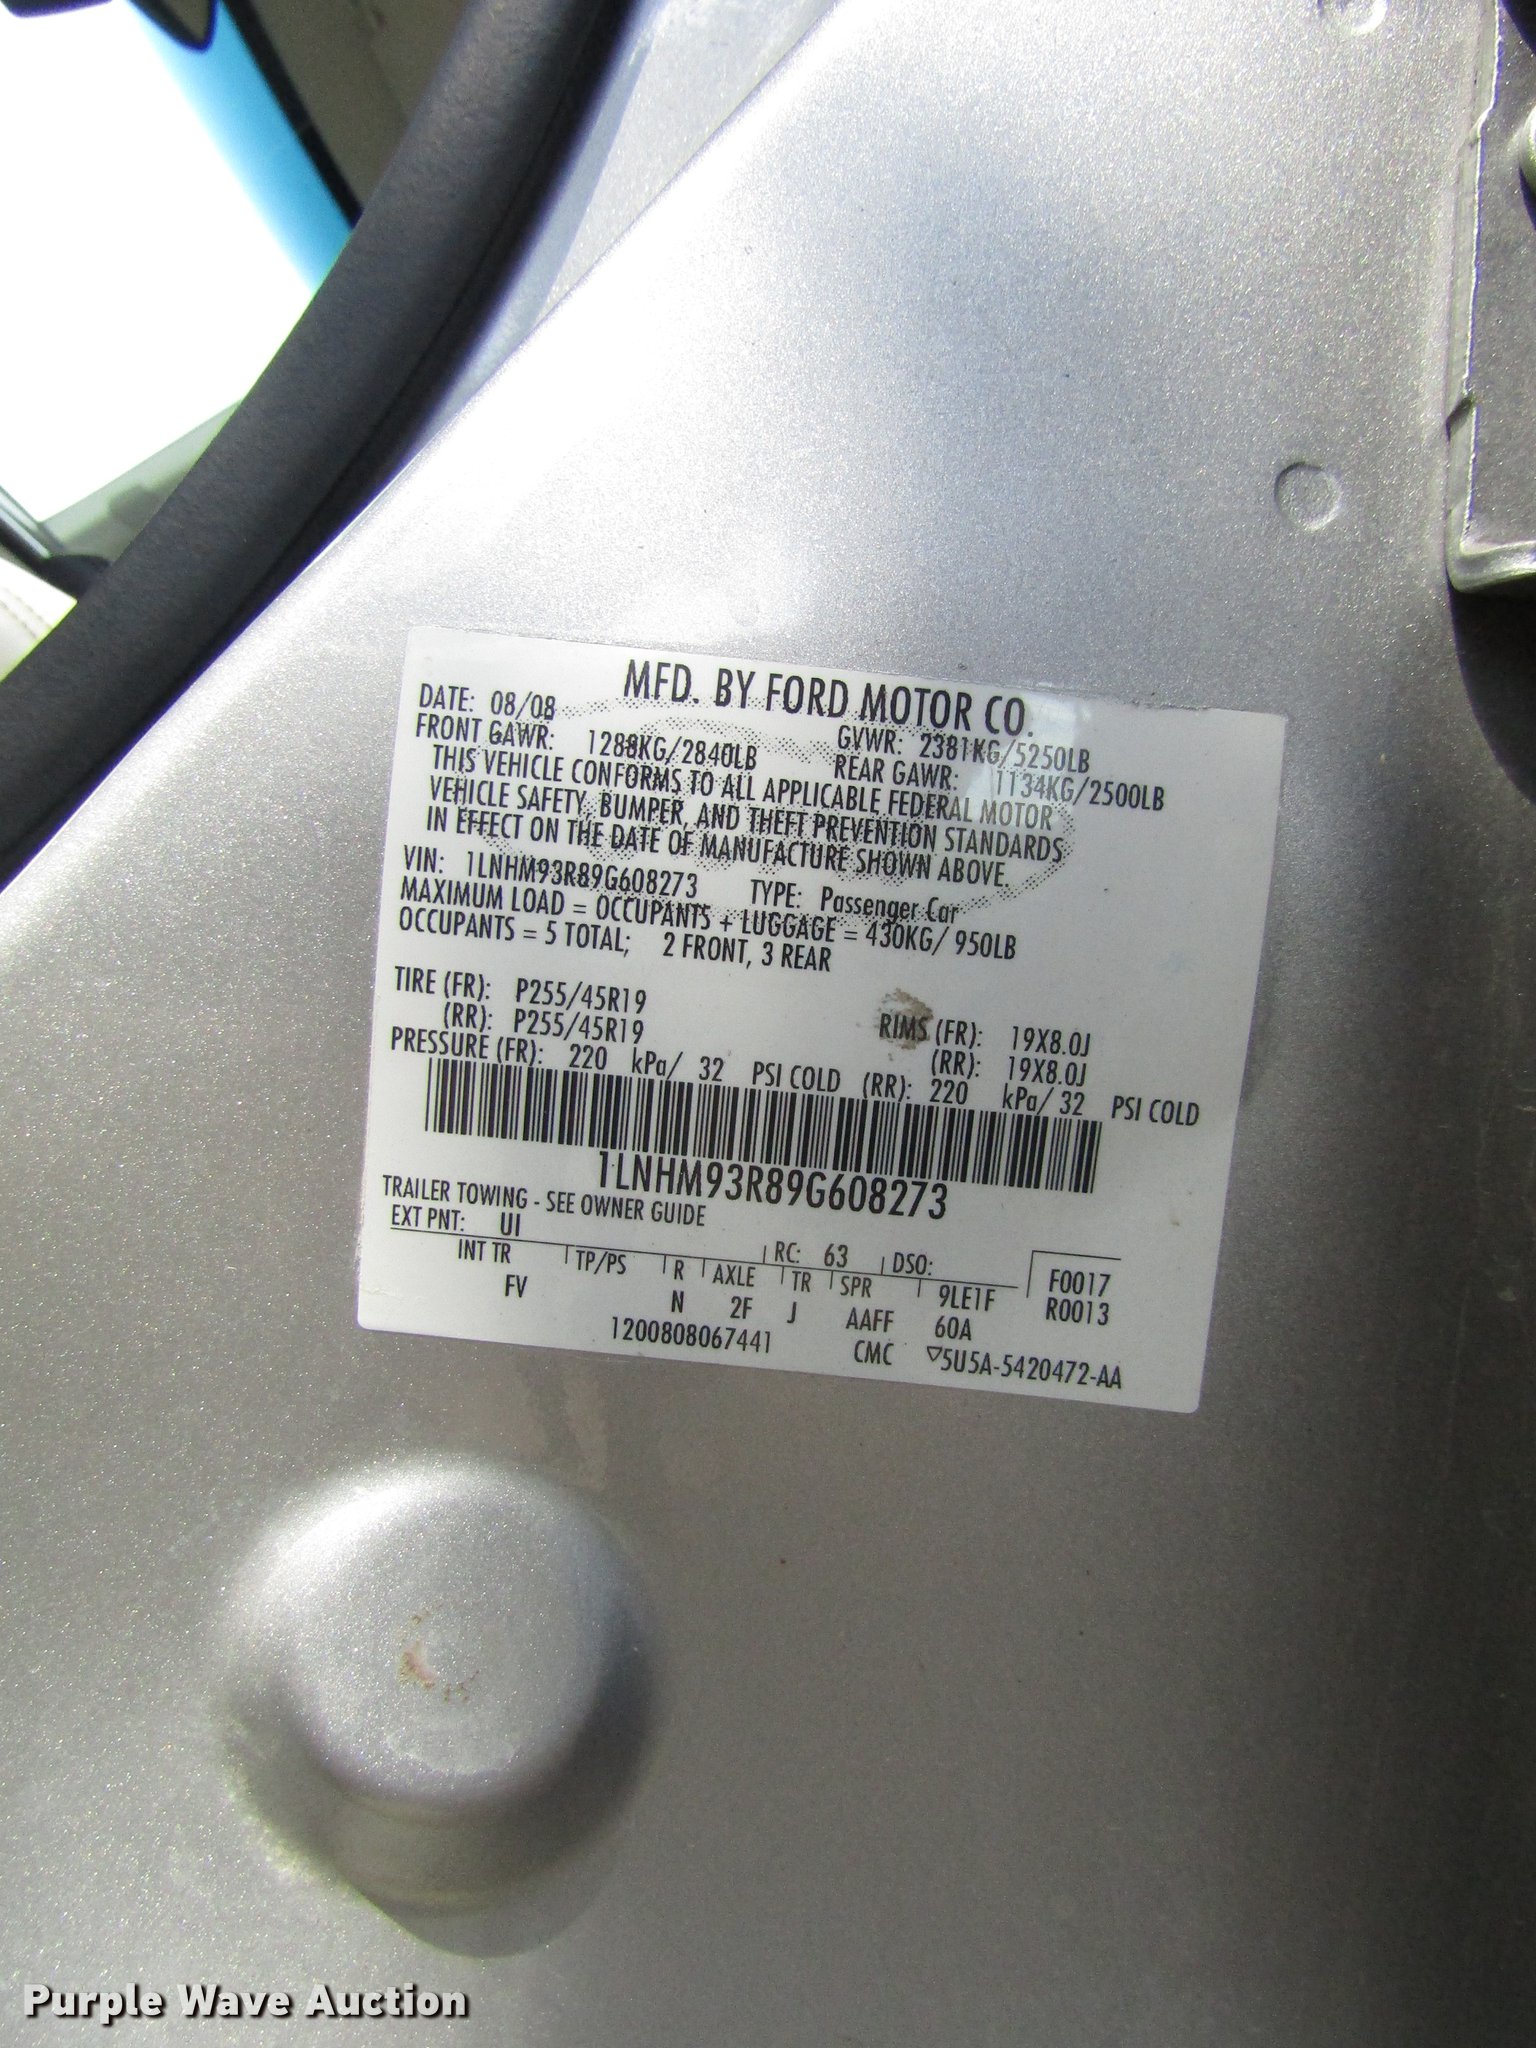 MFD. BY FORD MOTOR CO.
DATE: 08/08 GVWR: 2381KG/5250LB
FRONT GAWR: 1288KG/2840LB REAR GAWR: 1134KG/2500LB
THIS VEHICLE CONFORMS TO ALL APPLICABLE FEDERAL MOTOR
VEHICLE SAFETY, BUMPER, AND THEFT PREVENTION STANDARDS
IN EFFECT ON THE DATE OF MANUFACTURE SHOWN ABOVE.
VIN: 1LNHM93R89G608273 TYPE: Passenger Car
MAXIMUM LOAD = OCCUPANTS + LUGGAGE = 430KG/ 950LB
OCCUPANTS = 5 TOTAL; 2 FRONT, 3 REAR
TIRE (FR): P255/45R19 RIMS (FR): 19X8.0J
(RR): P255/45R19 (RR): 19X8.0J
PRESSURE (FR): 220 kPa/ 32 PSI COLD (RR): 220 kPa/ 32 PSI COLD
1LNHM93R89G608273
TRAILER TOWING - SEE OWNER GUIDE
EXT PNT: UI RC: 63 DSO:
INT TR TP/PS R AXLE TR SPR 9LE1F F0017
FV N 2F J AAFF 60A R0013
1200808067441 CMC ▽5U5A-5420472-AA
Purple Wave Auction